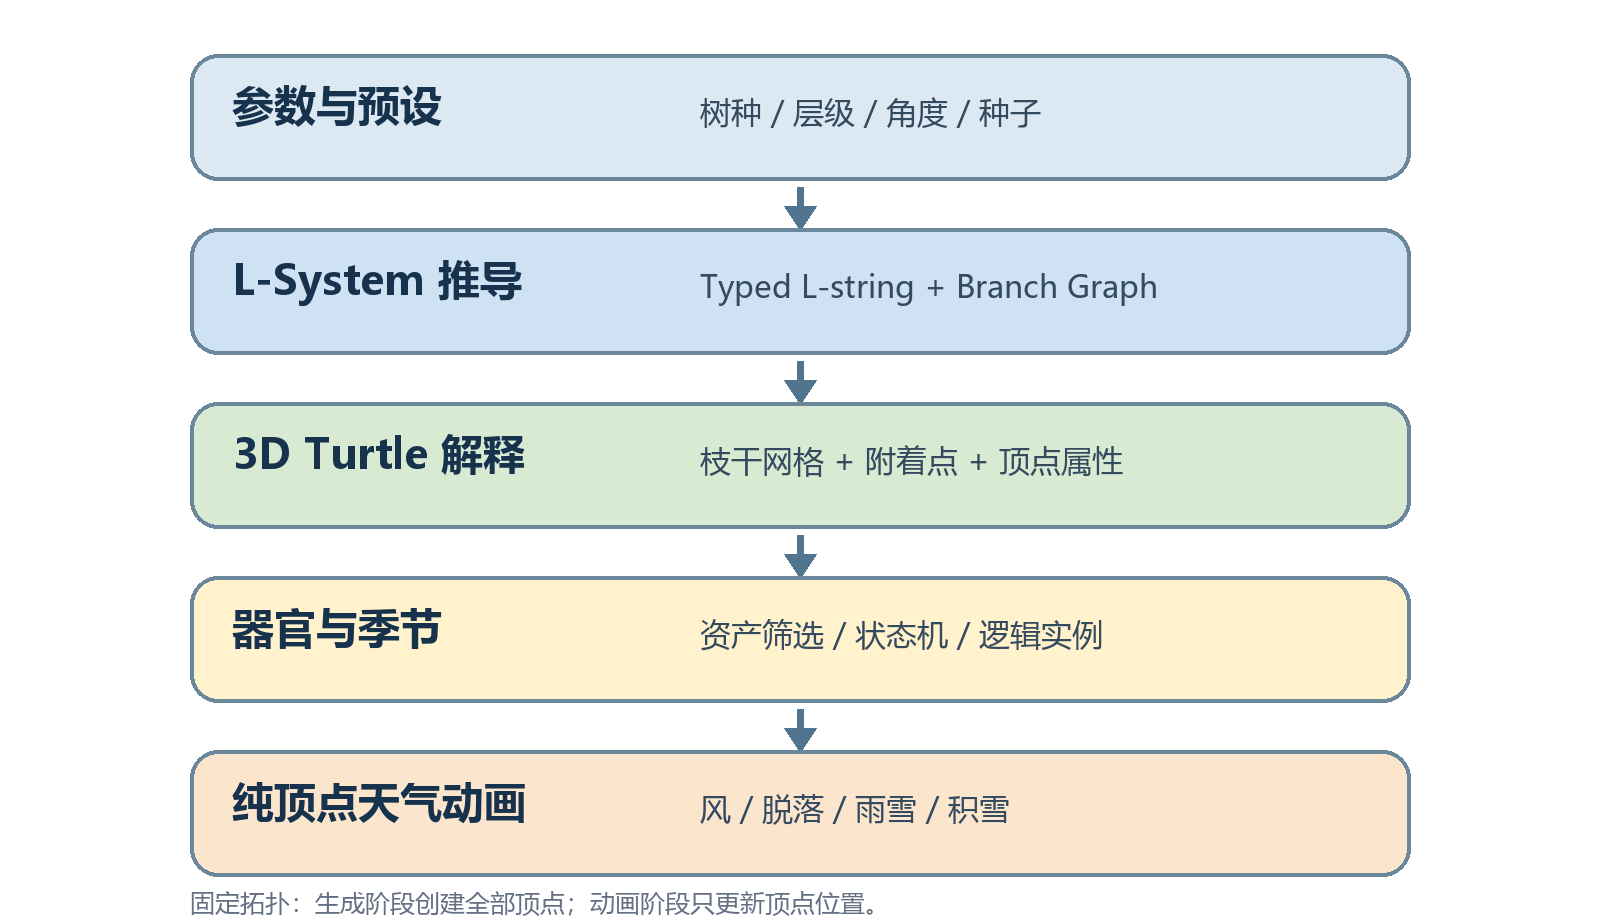 参数与预设 树种 / 层级 / 角度 / 种子
L-System 推导 Typed L-string + Branch Graph
3D Turtle 解释 枝干网格 + 附着点 + 顶点属性
器官与季节 资产筛选 / 状态机 / 逻辑实例
纯顶点天气动画 风 / 脱落 / 雨雪 / 积雪
固定拓扑：生成阶段创建全部顶点；动画阶段只更新顶点位置。